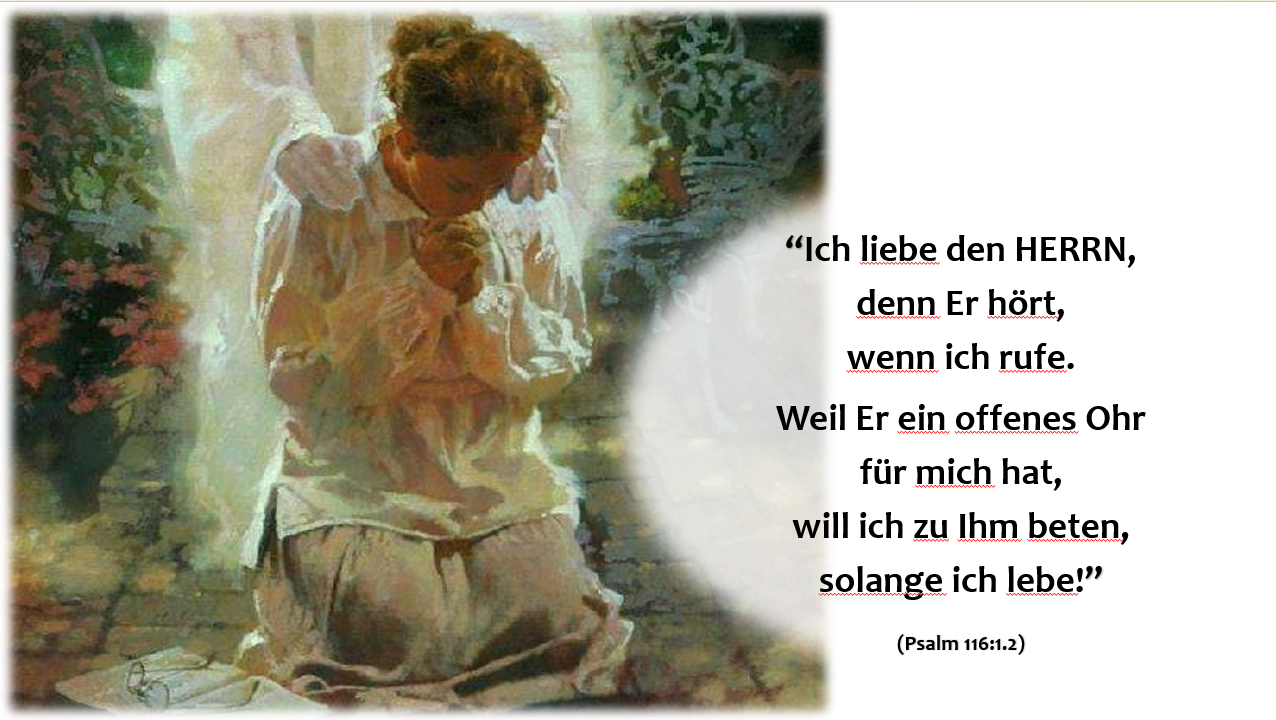 “Ich liebe den HERRN,
denn Er hört,
wenn ich rufe.
Weil Er ein offenes Ohr
für mich hat,
will ich zu Ihm beten,
solange ich lebe!”
(Psalm 116:1.2)